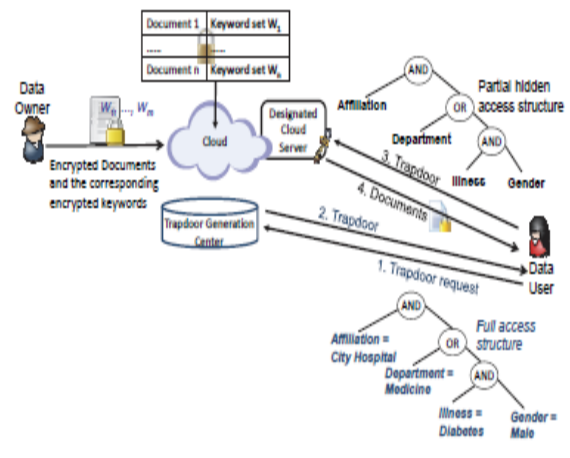 Document 1 Keyword set W1
..... .....
Document n Keyword set Wn
Data
Owner
W0 ..., Wm
Encrypted Documents
and the corresponding
encrypted keywords
Cloud
Designated
Cloud
Server
AND
Partial hidden
access structure
Affiliation
OR
Department
AND
Illness
Gender
3. Trapdoor
4. Documents
Trapdoor Generation
Center
2. Trapdoor
1. Trapdoor request
Data
User
AND
Full access
structure
Affiliation =
City Hospital
OR
Department =
Medicine
AND
Illness =
Diabetes
Gender =
Male